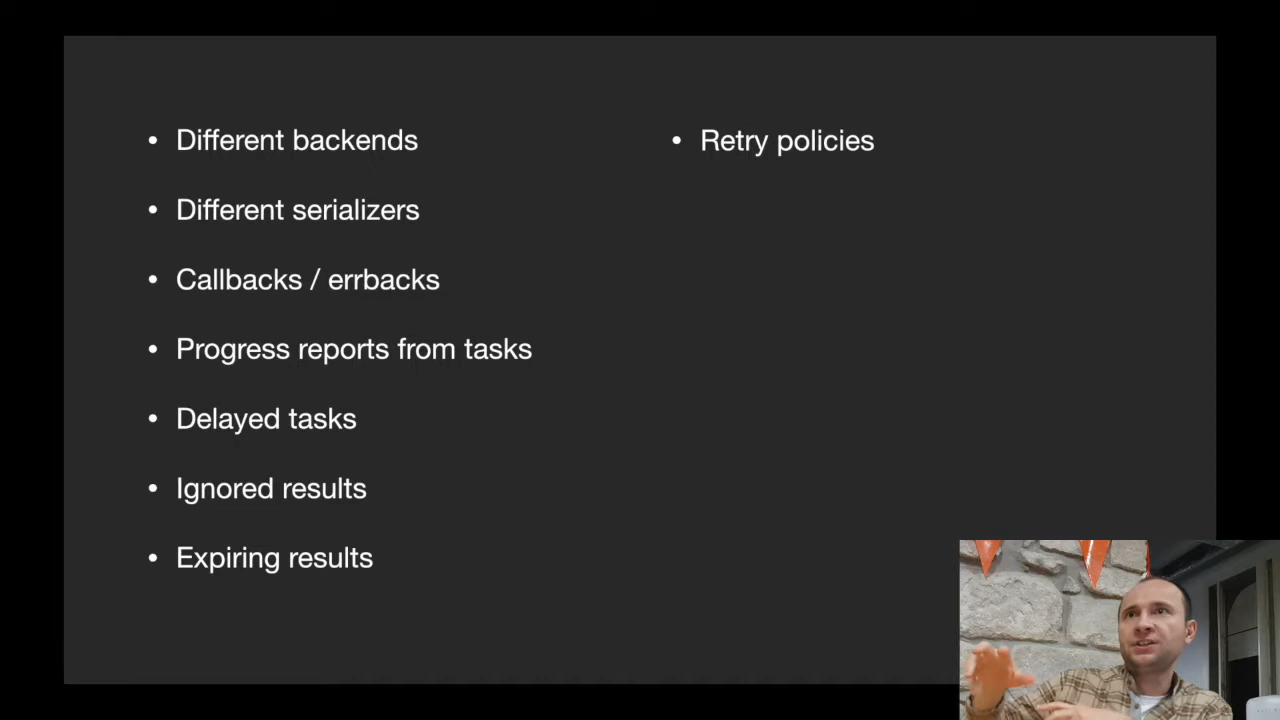 • Different backends
• Different serializers
• Callbacks / errbacks
• Progress reports from tasks
• Delayed tasks
• Ignored results
• Expiring results
• Retry policies